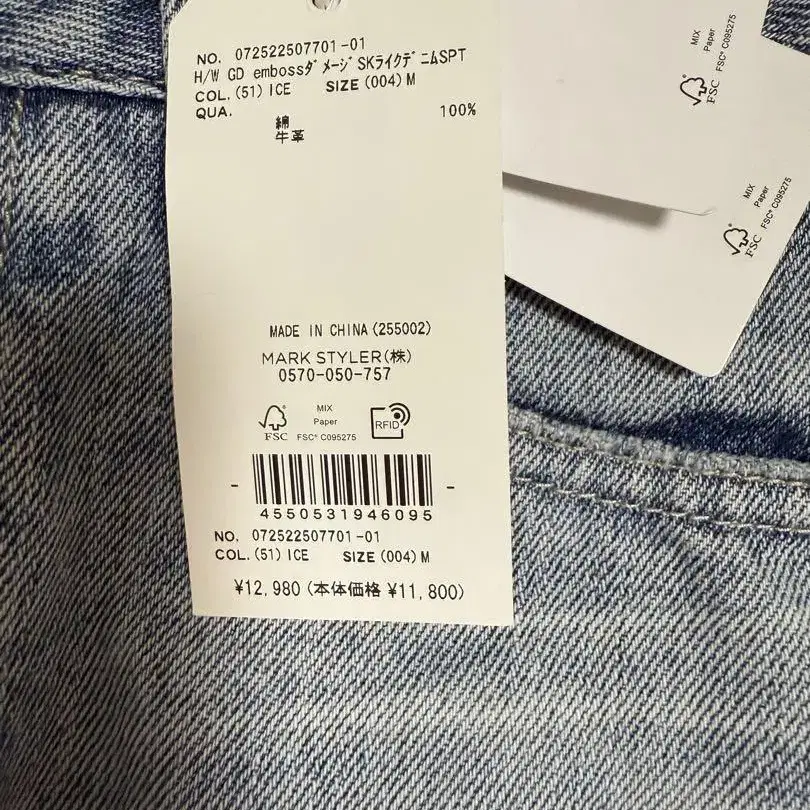 NO. 072522507701-01
H/W GD embossﾀﾞﾒｰｼﾞSKﾗｲｸﾃﾞﾆﾑSPT
COL.(51)ICE SIZE(004)M
QUA. 綿 100%
牛革
MADE IN CHINA(255002)
MARK STYLER(株)
0570-050-757
FSC
MIX
Paper
FSC® C095275
RFID
- 4550531946095 -
NO. 072522507701-01
COL.(51)ICE SIZE(004)M
¥12,980(本体価格 ¥11,800)
FSC
MIX
Paper
FSC® C095275
FSC
MIX
Paper
FSC® C095275